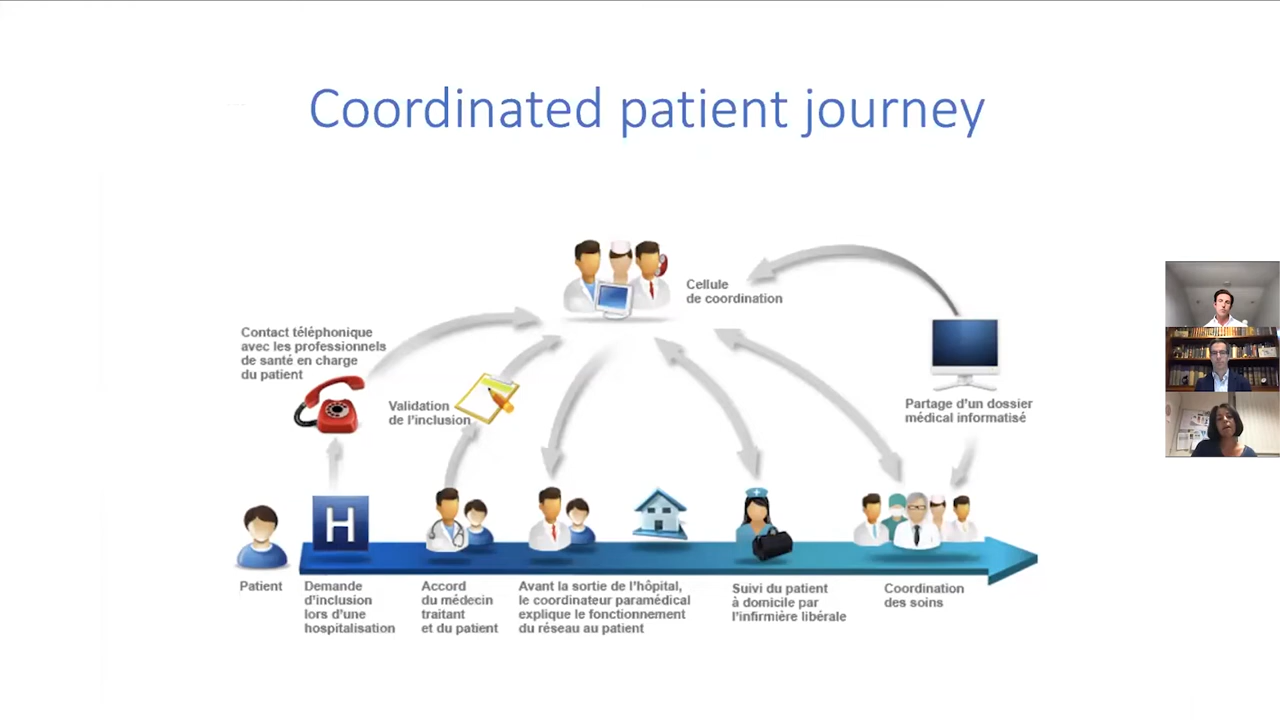 Coordinated patient journey
Cellule
de coordination
Contact téléphonique
avec les professionnels
de santé en charge
du patient
Validation
de l'inclusion
Partage d'un dossier
médical informatisé
H
Patient
Demande
d'inclusion
lors d'une
hospitalisation
Accord
du médecin
traitant
et du patient
Avant la sortie de l'hôpital,
le coordinateur paramédical
explique le fonctionnement
du réseau au patient
Suivi du patient
à domicile par
l'infirmière libérale
Coordination
des soins